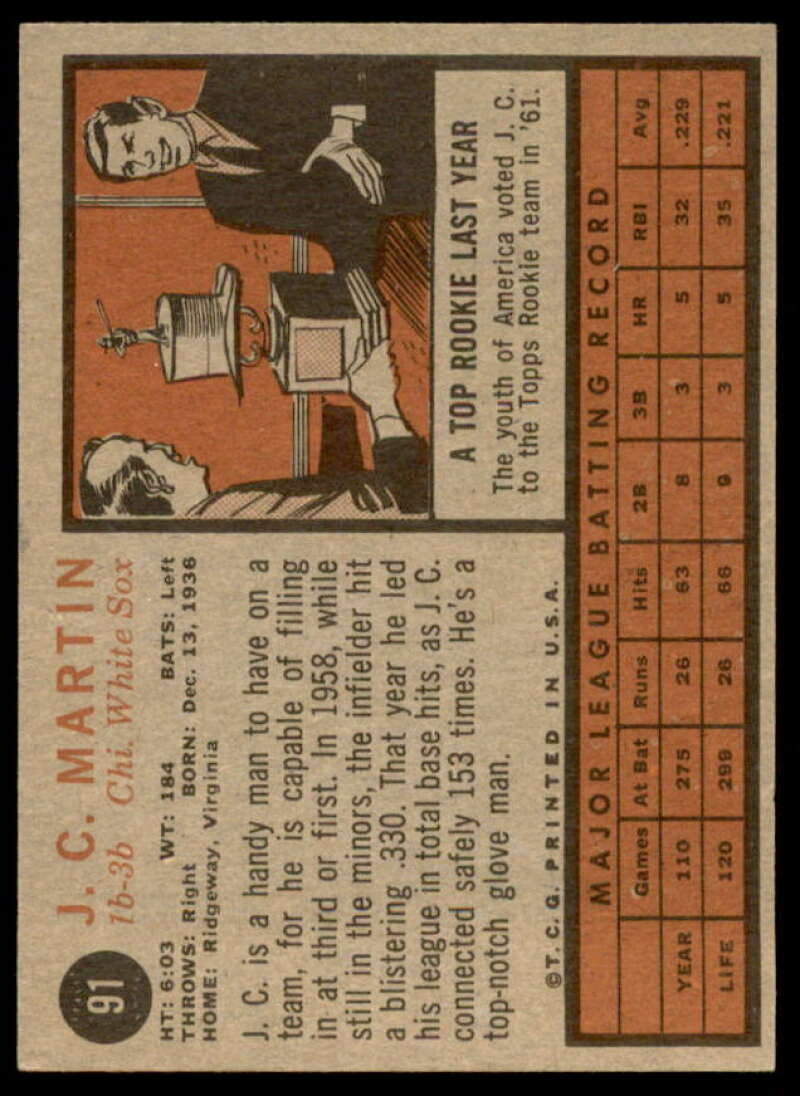 91
J. C. MARTIN
1b-3b Chi. White Sox
HT: 6:03 WT: 184 BATS: Left
THROWS: Right BORN: Dec. 13, 1936
HOME: Ridgeway, Virginia
J. C. is a handy man to have on a
team, for he is capable of filling
in at third or first. In 1958, while
still in the minors, the infielder hit
a blistering .330. That year he led
his league in total base hits, as J. C.
connected safely 153 times. He's a
top-notch glove man.
©T. C. G. PRINTED IN U.S.A.
A TOP ROOKIE LAST YEAR
The youth of America voted J. C.
to the Topps Rookie team in '61.
MAJOR LEAGUE BATTING RECORD
Games At Bat Runs Hits 2B 3B HR RBI Avg
YEAR 110 275 26 63 8 3 5 32 .229
LIFE 120 299 26 66 9 3 5 35 .221